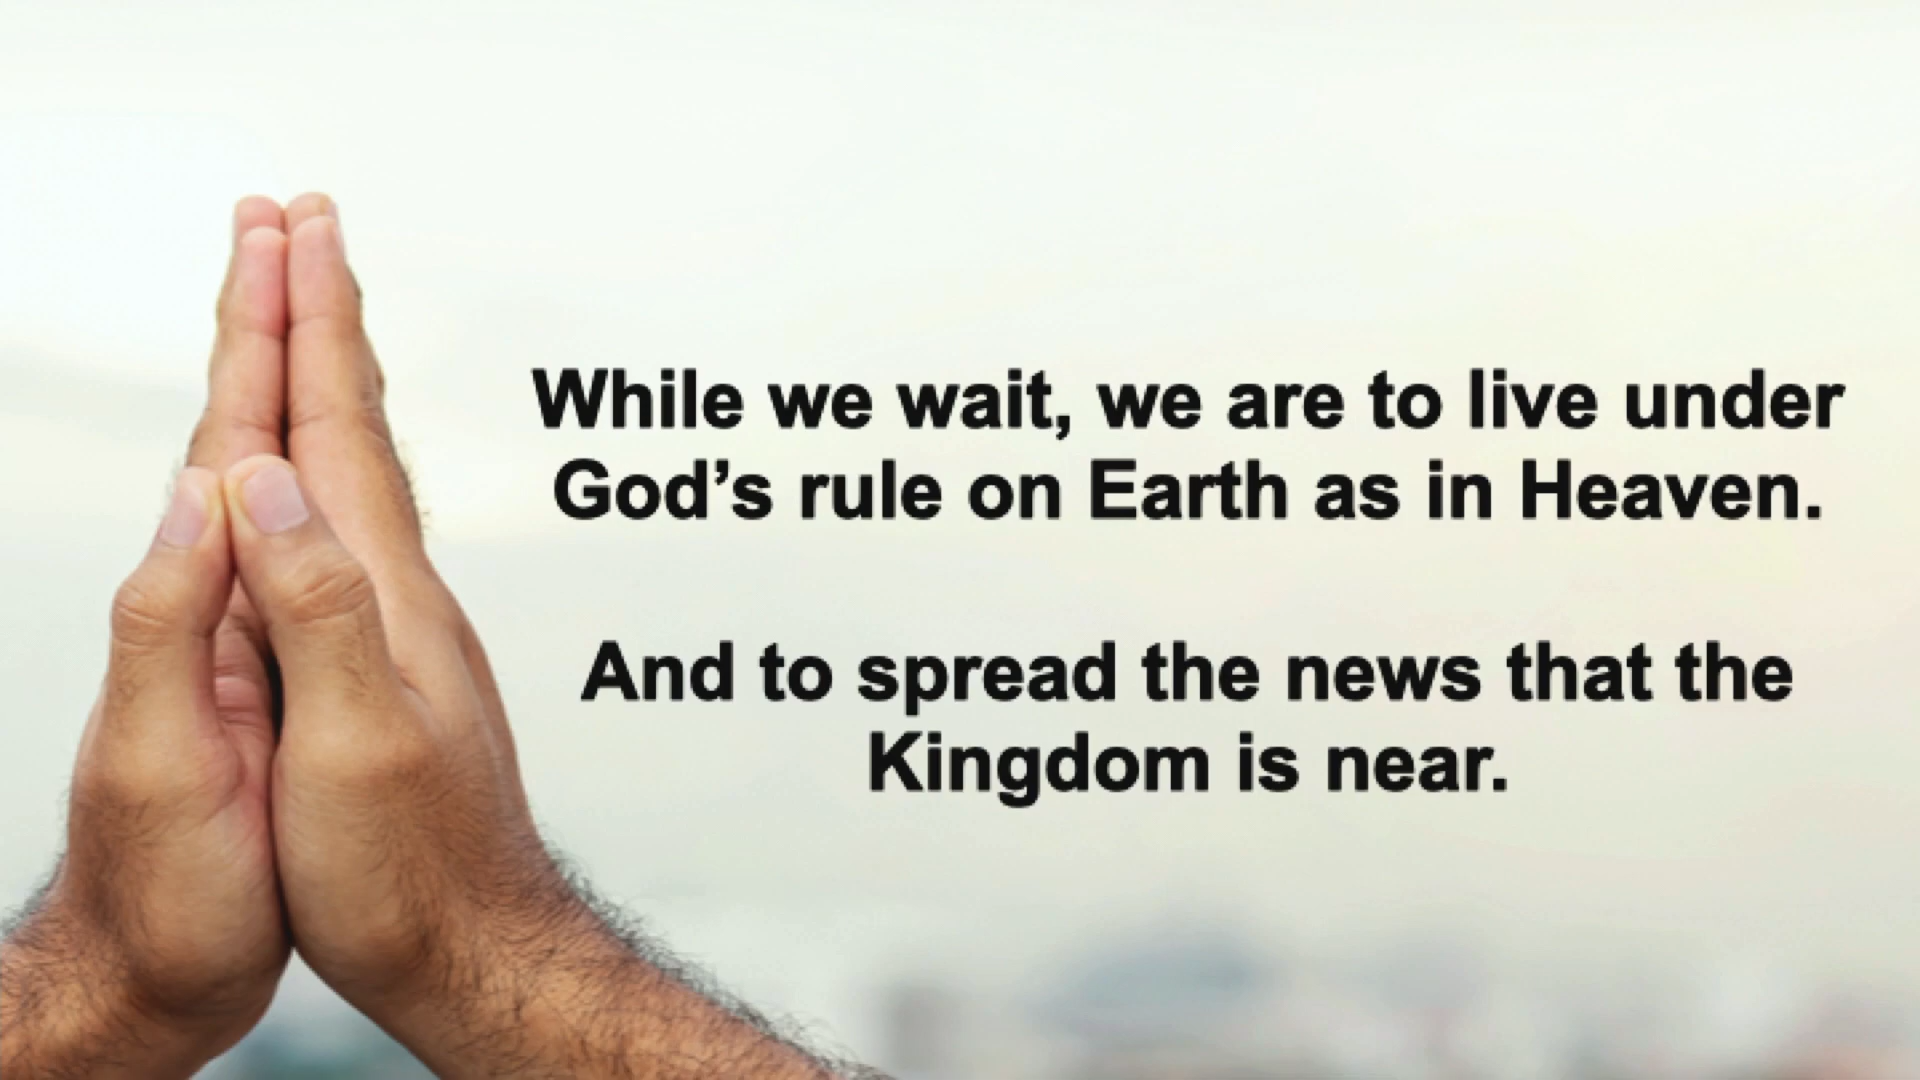 While we wait, we are to live under
God’s rule on Earth as in Heaven.
And to spread the news that the
Kingdom is near.